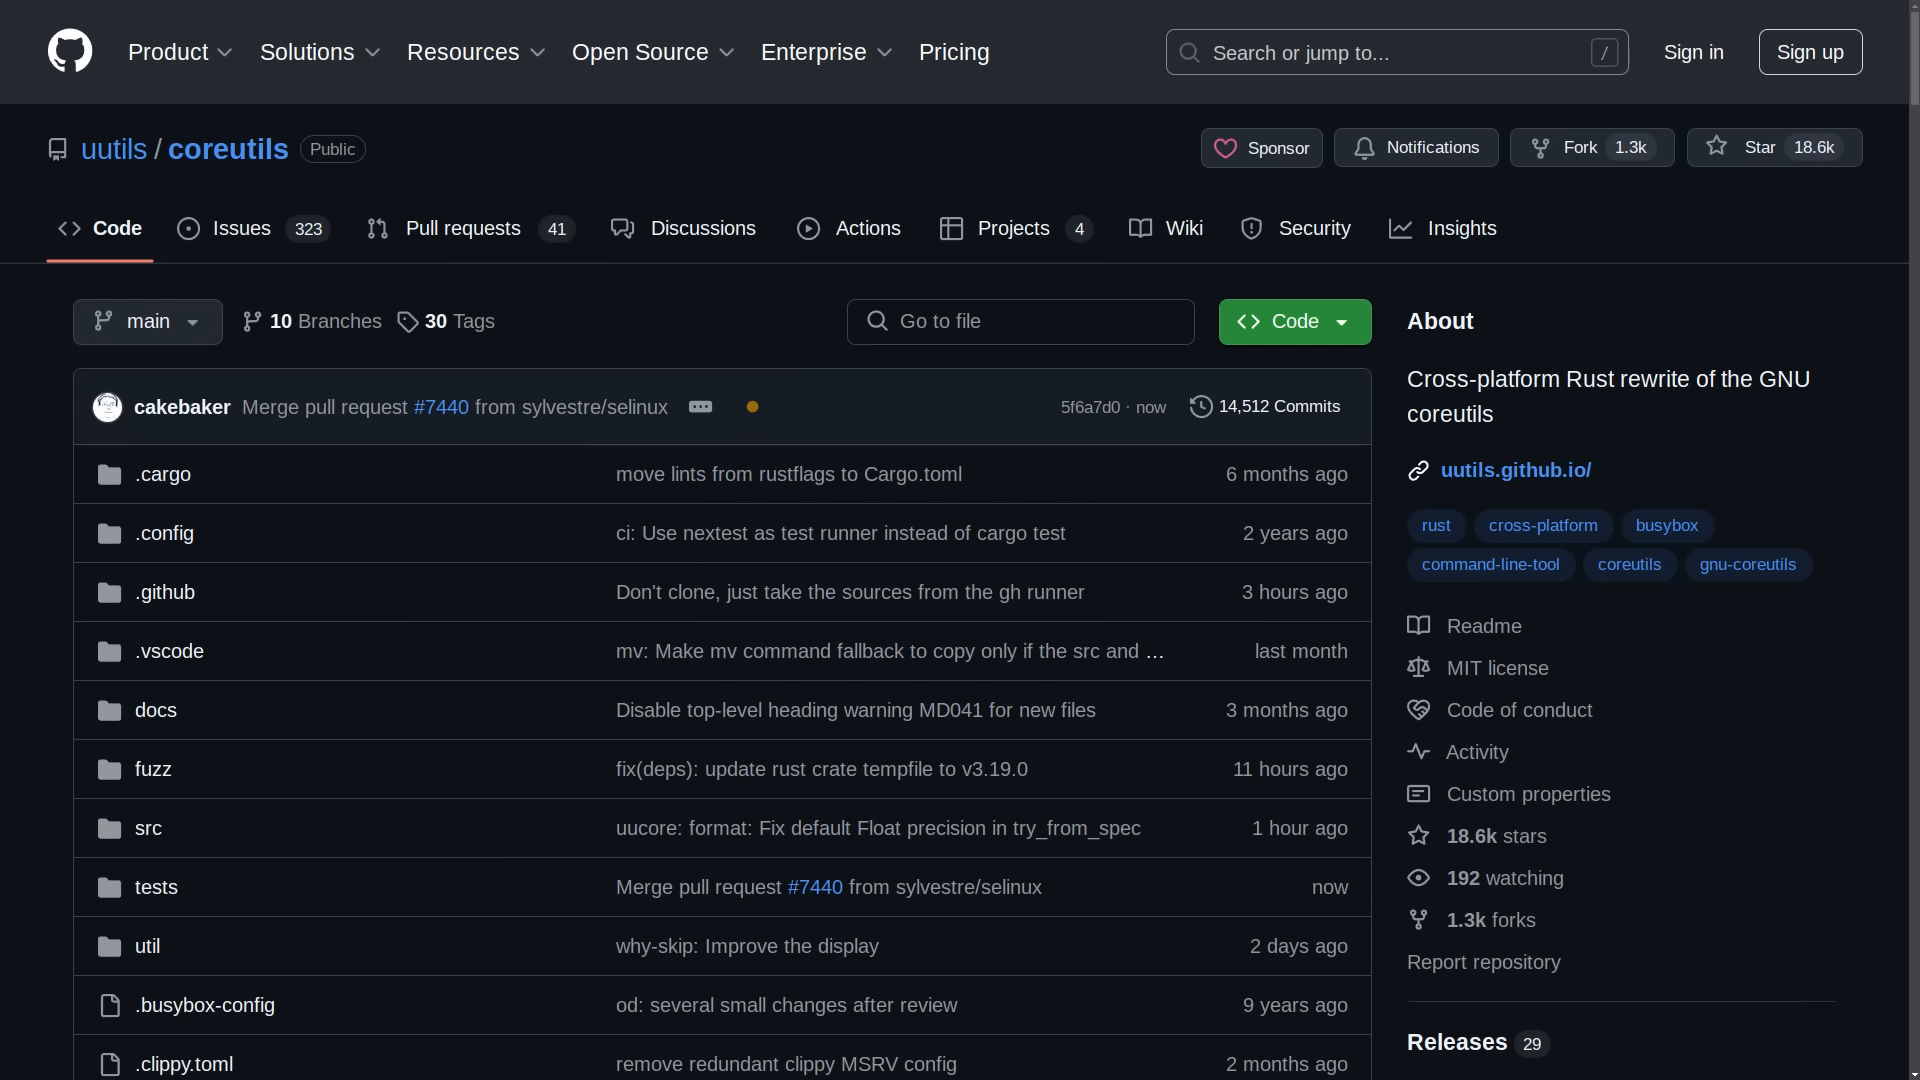 Product Solutions Resources Open Source Enterprise Pricing Search or jump to... / Sign in Sign up
uutils / coreutils Public Sponsor Notifications Fork 1.3k Star 18.6k
Code Issues 323 Pull requests 41 Discussions Actions Projects 4 Wiki Security Insights
main 10 Branches 30 Tags Go to file Code
cakebaker Merge pull request #7440 from sylvestre/selinux 5f6a7d0 · now 14,512 Commits
.cargo move lints from rustflags to Cargo.toml 6 months ago
.config ci: Use nextest as test runner instead of cargo test 2 years ago
.github Don't clone, just take the sources from the gh runner 3 hours ago
.vscode mv: Make mv command fallback to copy only if the src and … last month
docs Disable top-level heading warning MD041 for new files 3 months ago
fuzz fix(deps): update rust crate tempfile to v3.19.0 11 hours ago
src uucore: format: Fix default Float precision in try_from_spec 1 hour ago
tests Merge pull request #7440 from sylvestre/selinux now
util why-skip: Improve the display 2 days ago
.busybox-config od: several small changes after review 9 years ago
.clippy.toml remove redundant clippy MSRV config 2 months ago
About
Cross-platform Rust rewrite of the GNU
coreutils
uutils.github.io/
rust cross-platform busybox
command-line-tool coreutils gnu-coreutils
Readme
MIT license
Code of conduct
Activity
Custom properties
18.6k stars
192 watching
1.3k forks
Report repository
Releases 29